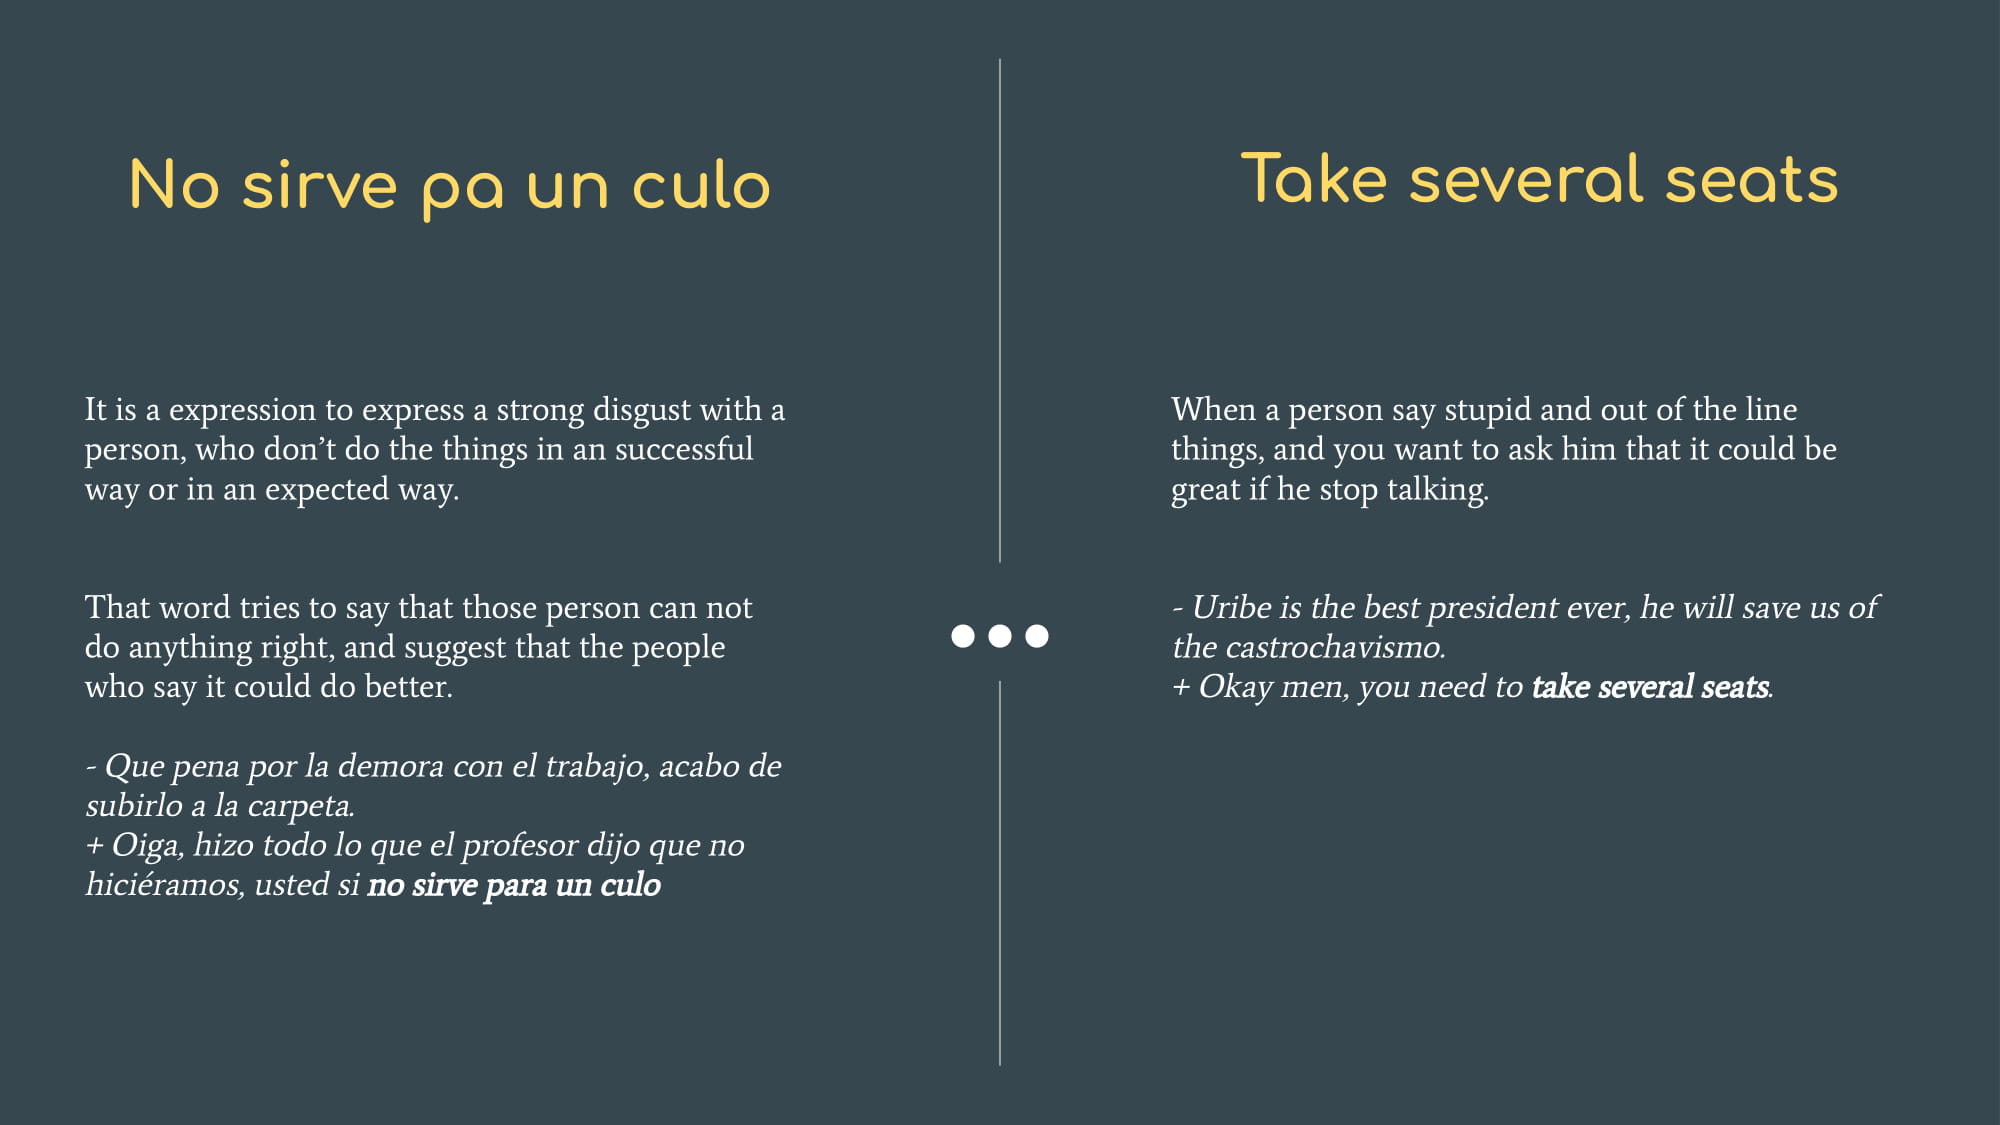 No sirve pa un culo
It is a expression to express a strong disgust with a
person, who don’t do the things in an successful
way or in an expected way.
That word tries to say that those person can not
do anything right, and suggest that the people
who say it could do better.
- Que pena por la demora con el trabajo, acabo de
subirlo a la carpeta.
+ Oiga, hizo todo lo que el profesor dijo que no
hiciéramos, usted si no sirve para un culo
Take several seats
When a person say stupid and out of the line
things, and you want to ask him that it could be
great if he stop talking.
- Uribe is the best president ever, he will save us of
the castrochavismo.
+ Okay men, you need to take several seats.